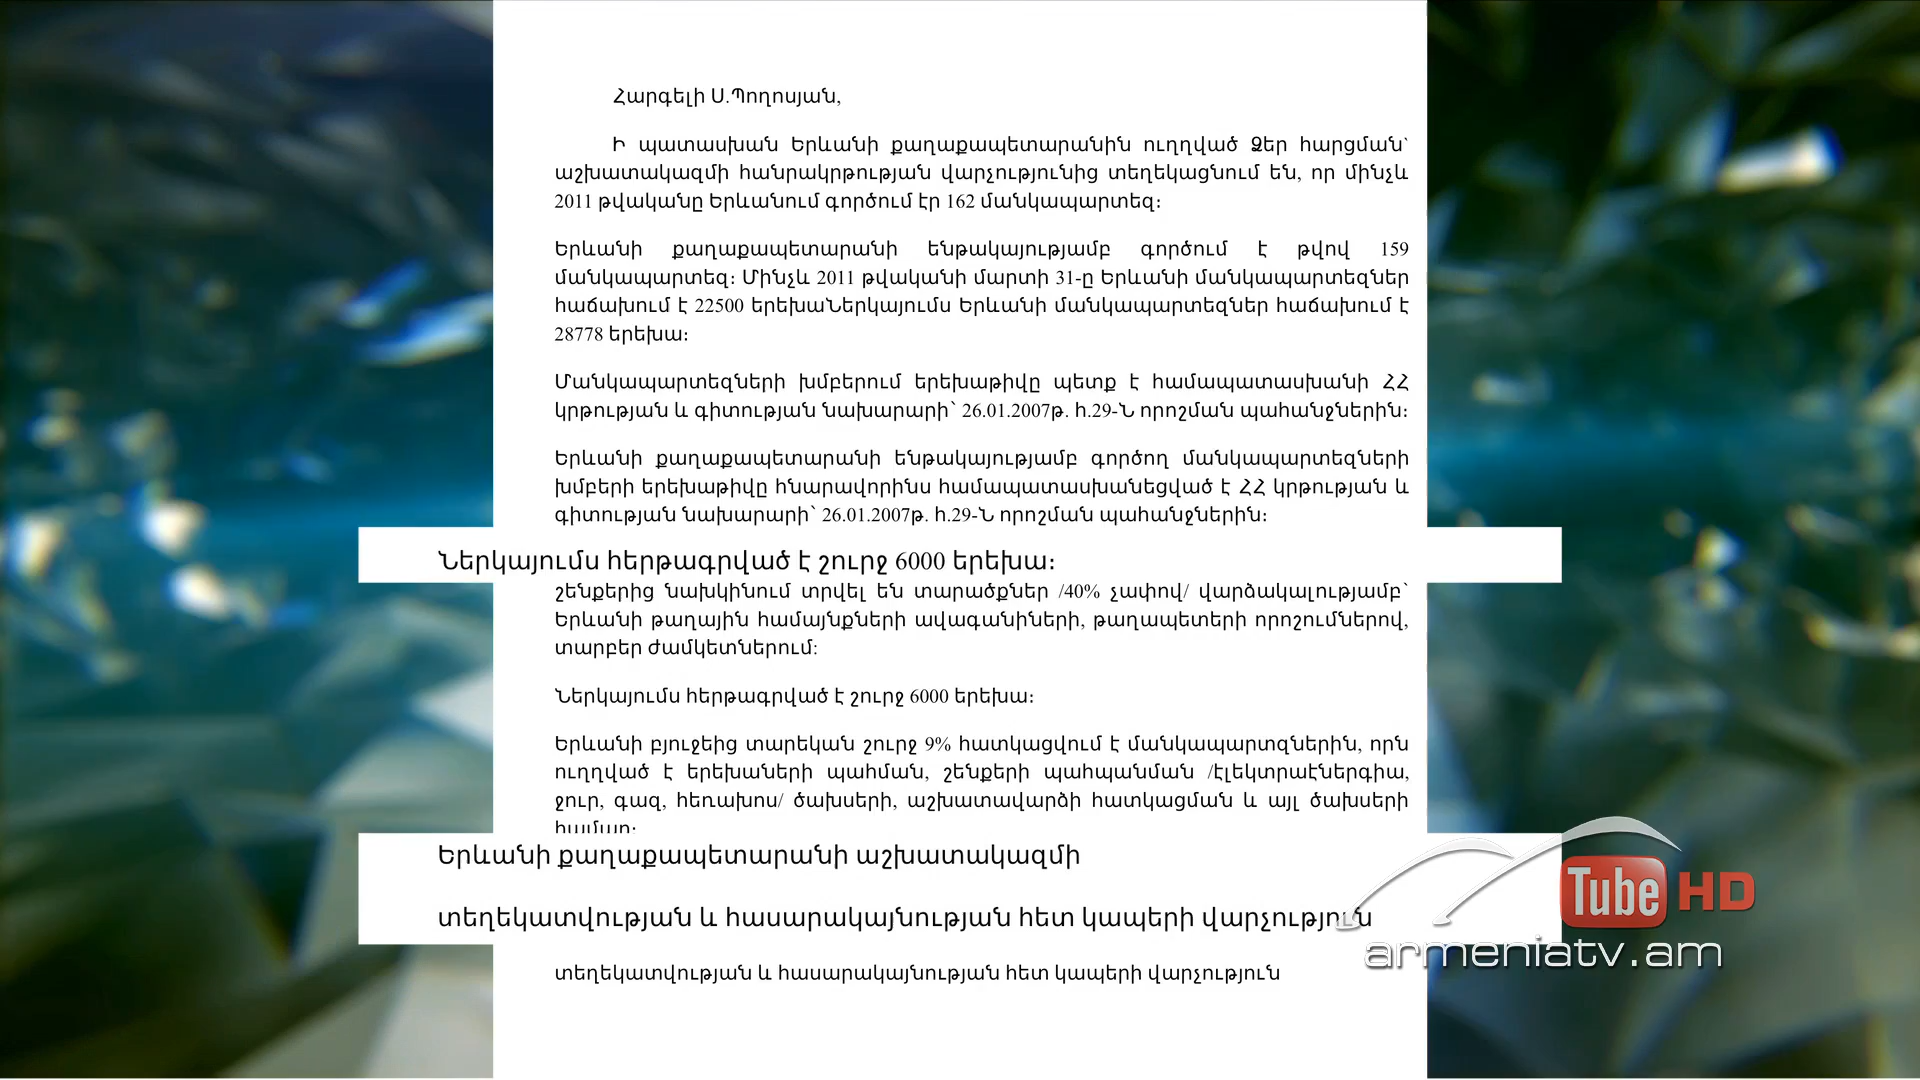 Հարգելի Ս.Պողոսյան,
Ի պատասխան Երևանի քաղաքապետարանին ուղղված Ձեր հարցման՝
աշխատակազմի հանրակրթության վարչությունից տեղեկացնում են, որ մինչև
2011 թվականը Երևանում գործում էր 162 մանկապարտեզ։
Երևանի քաղաքապետարանի ենթակայությամբ գործում է թվով 159
մանկապարտեզ։ Մինչև 2011 թվականի մարտի 31-ը Երևանի մանկապարտեզներ
հաճախում է 22500 երեխաՆերկայումս Երևանի մանկապարտեզներ հաճախում է
28778 երեխա։
Մանկապարտեզների խմբերում երեխաթիվը պետք է համապատասխանի ՀՀ
կրթության և գիտության նախարարի՝ 26.01.2007թ. հ.29-Ն որոշման պահանջներին։
Երևանի քաղաքապետարանի ենթակայությամբ գործող մանկապարտեզների
խմբերի երեխաթիվը հնարավորինս համապատասխանեցված է ՀՀ կրթության և
գիտության նախարարի՝ 26.01.2007թ. հ.29-Ն որոշման պահանջներին։
Ներկայումս հերթագրված է շուրջ 6000 երեխա։
շենքերից նախկինում տրվել են տարածքներ /40% չափով/ վարձակալությամբ՝
Երևանի թաղային համայնքների ավագանիների, թաղապետերի որոշումներով,
տարբեր ժամկետներում:
Ներկայումս հերթագրված է շուրջ 6000 երեխա։
Երևանի բյուջեից տարեկան շուրջ 9% հատկացվում է մանկապարտզներին, որն
ուղղված է երեխաների պահման, շենքերի պահպանման /էլեկտրաէներգիա,
ջուր, գազ, հեռախոս/ ծախսերի, աշխատավարձի հատկացման և այլ ծախսերի
համար։
Երևանի քաղաքապետարանի աշխատակազմի
տեղեկատվության և հասարակայնության հետ կապերի վարչություն
Tube HD
armeniatv.am
տեղեկատվության և հասարակայնության հետ կապերի վարչություն